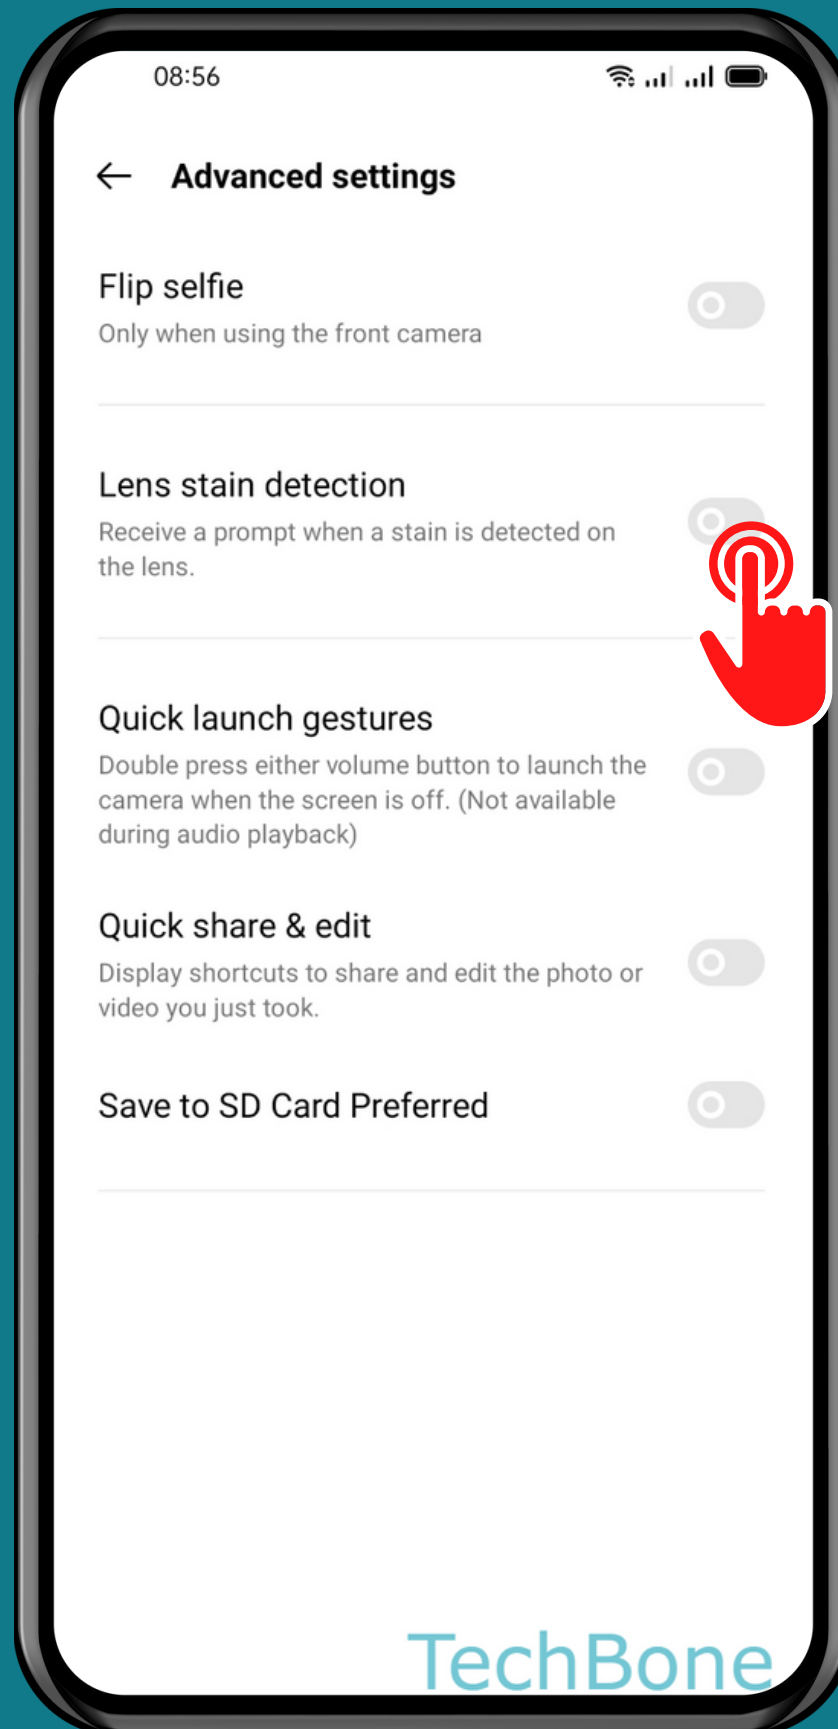 08:56
Advanced settings
Flip selfie
Only when using the front camera
Lens stain detection
Receive a prompt when a stain is detected on
the lens.
Quick launch gestures
Double press either volume button to launch the
camera when the screen is off. (Not available
during audio playback)
Quick share & edit
Display shortcuts to share and edit the photo or
video you just took.
Save to SD Card Preferred
TechBone